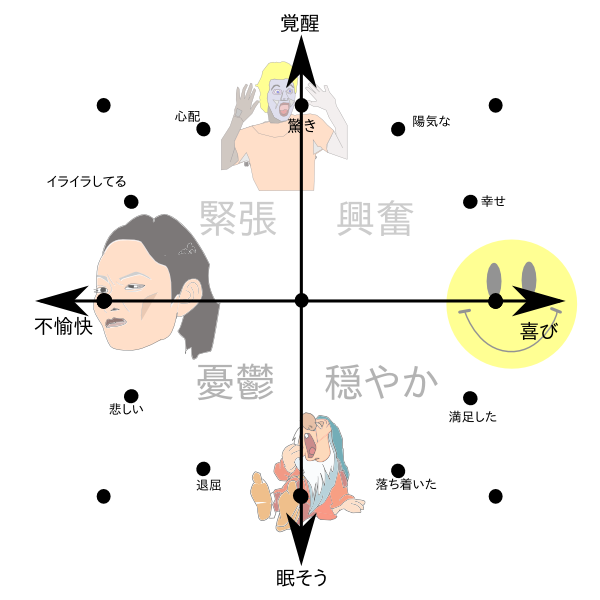 覚醒
心配
驚き
陽気な
イライラしてる
幸せ
緊張
興奮
不愉快
喜び
憂鬱
穏やか
悲しい
満足した
退屈
落ち着いた
眠そう